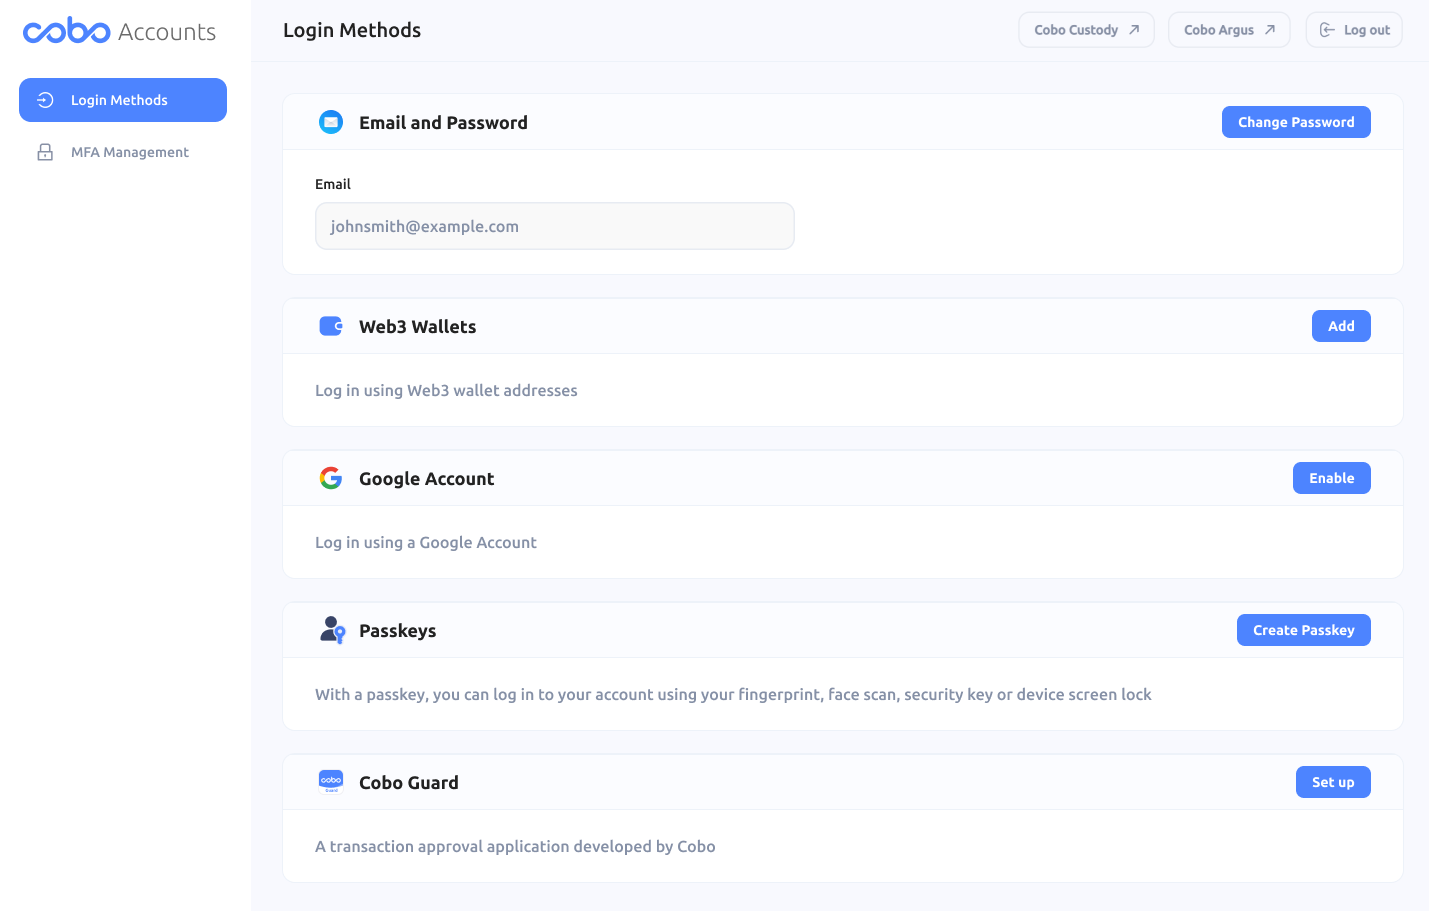 cobo Accounts
Login Methods
Cobo Custody
Cobo Argus
Log out
Login Methods
MFA Management
Email and Password
Change Password
Email
johnsmith@example.com
Web3 Wallets
Add
Log in using Web3 wallet addresses
Google Account
Enable
Log in using a Google Account
Passkeys
Create Passkey
With a passkey, you can log in to your account using your fingerprint, face scan, security key or device screen lock
cobo
Guard
Cobo Guard
Set up
A transaction approval application developed by Cobo